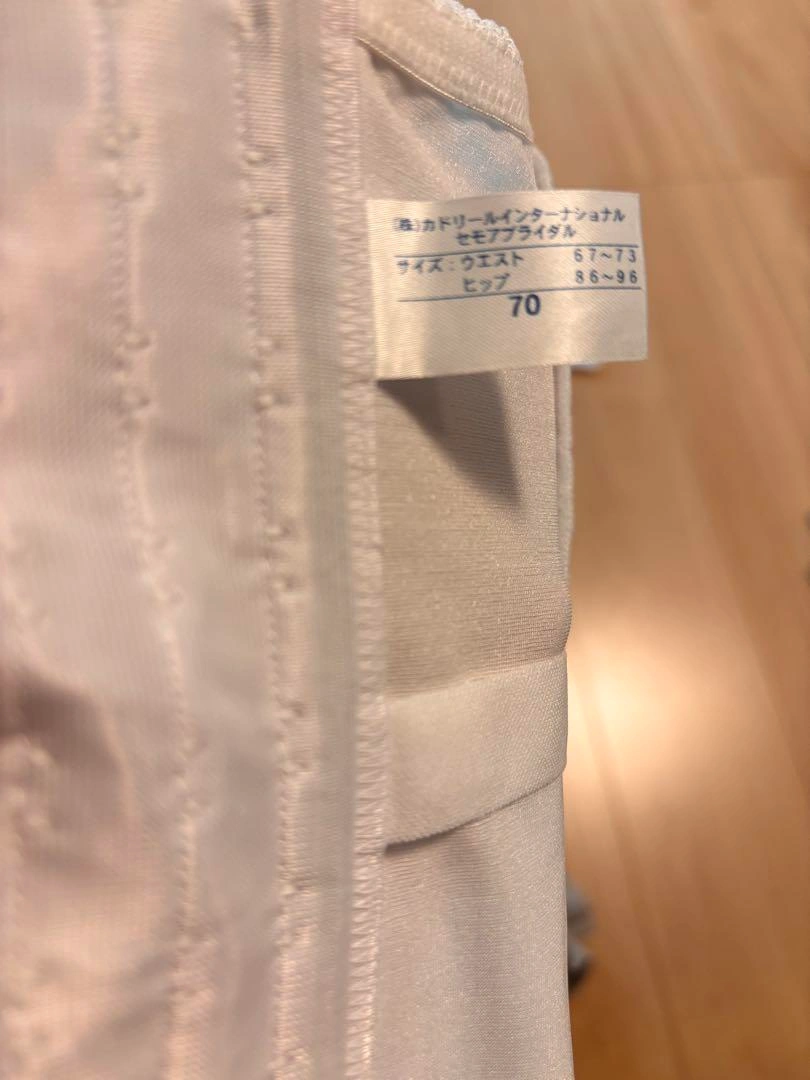 (株)カドリールインターナショナル
セモアブライダル
サイズ:ウエスト 67~73
ヒップ 86~96
70